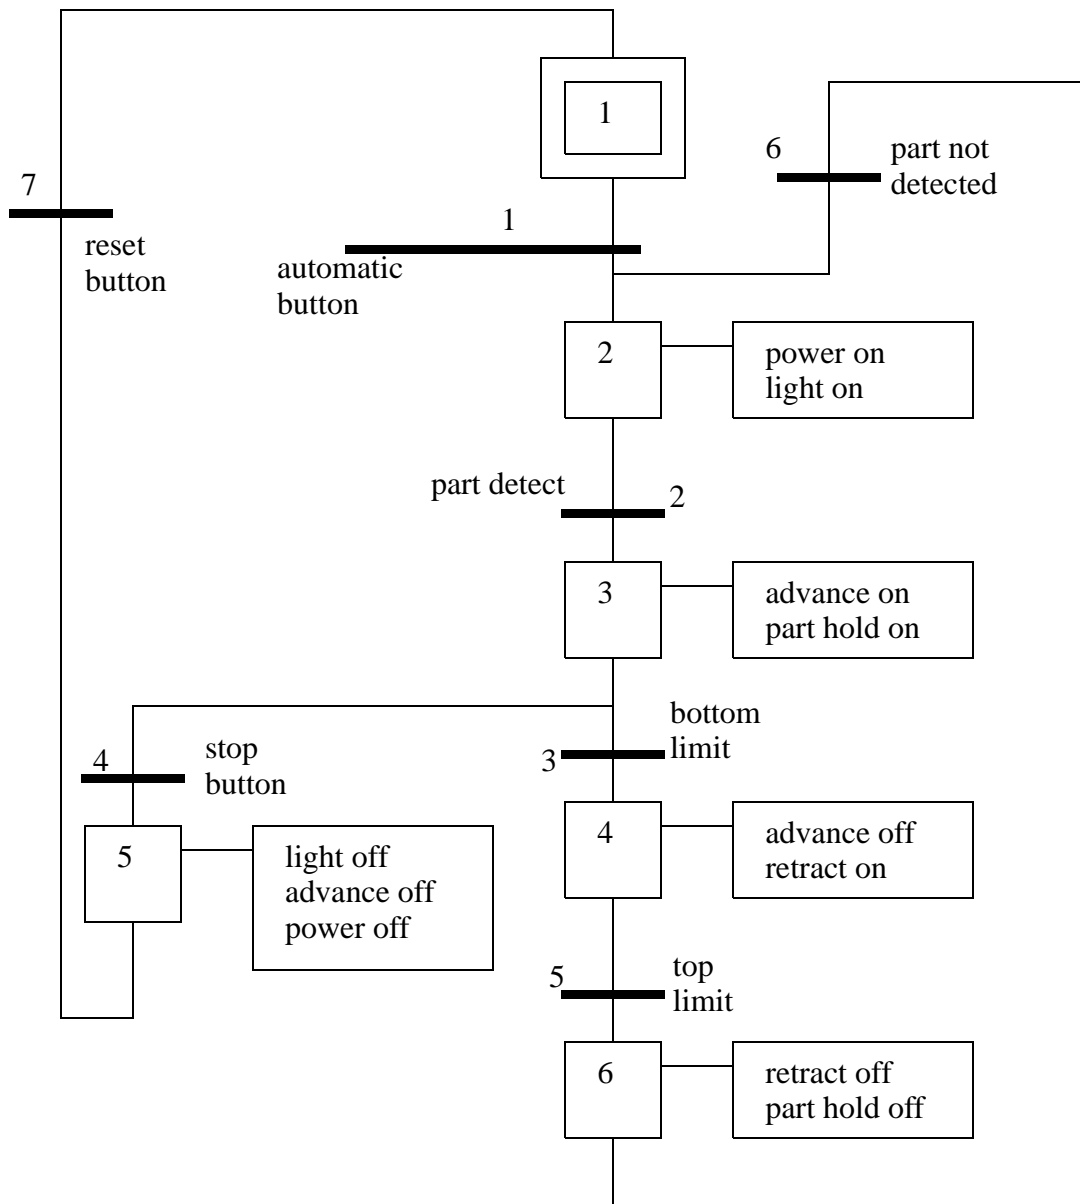 1
6
part not
detected
7
reset
button
1
automatic
button
2
power on
light on
part detect
2
3
advance on
part hold on
bottom
limit
3
4
stop
button
4
advance off
retract on
5
light off
advance off
power off
5
top
limit
6
retract off
part hold off